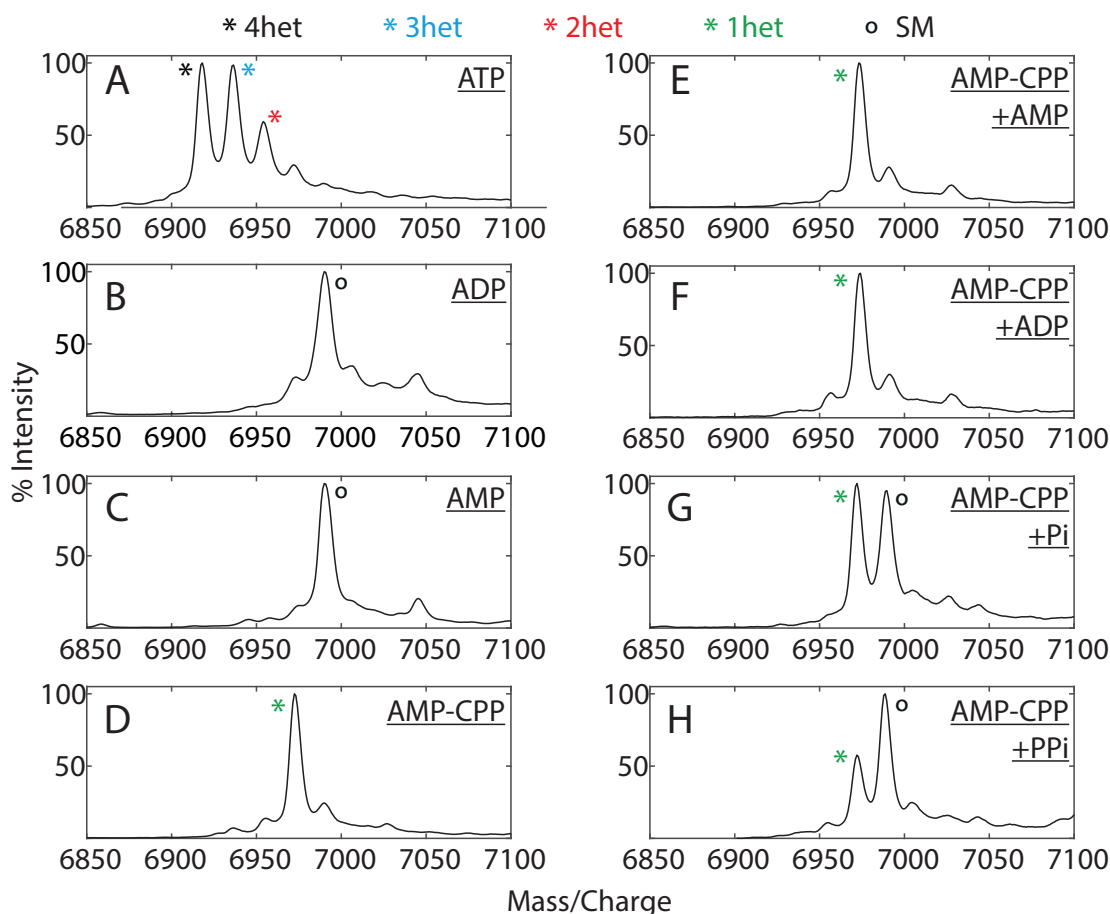 * 4het * 3het * 2het * 1het o SM
A * * * ATP
100
50
6850 6900 6950 7000 7050 7100
B o ADP
100
50
6850 6900 6950 7000 7050 7100
C o AMP
100
50
6850 6900 6950 7000 7050 7100
D * AMP-CPP
100
50
6850 6900 6950 7000 7050 7100
E * AMP-CPP
+AMP
100
50
6850 6900 6950 7000 7050 7100
F * AMP-CPP
+ADP
100
50
6850 6900 6950 7000 7050 7100
G * o AMP-CPP
+Pi
100
50
6850 6900 6950 7000 7050 7100
H * o AMP-CPP
+PPi
100
50
6850 6900 6950 7000 7050 7100
% Intensity
Mass/Charge